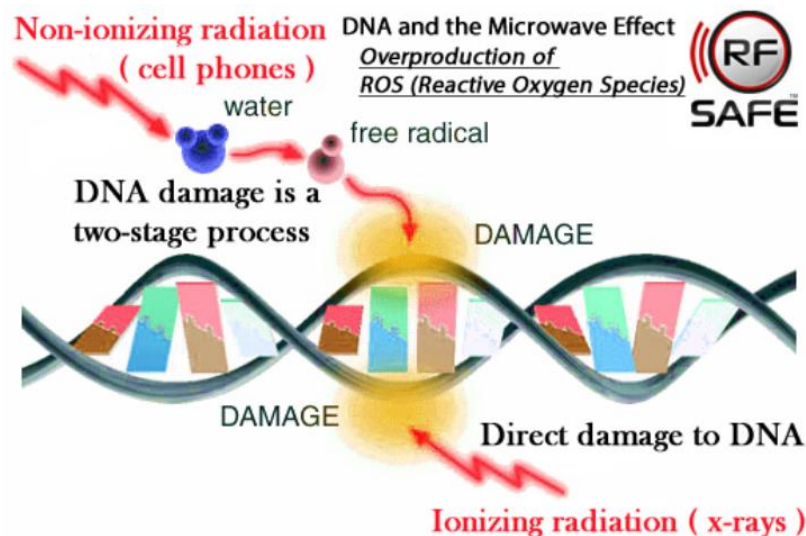 Non-ionizing radiation
( cell phones )
DNA and the Microwave Effect
Overproduction of
ROS (Reactive Oxygen Species)
RF
SAFE™
water
free radical
DNA damage is a
two-stage process
DAMAGE
DAMAGE
Direct damage to DNA
Ionizing radiation ( x-rays )